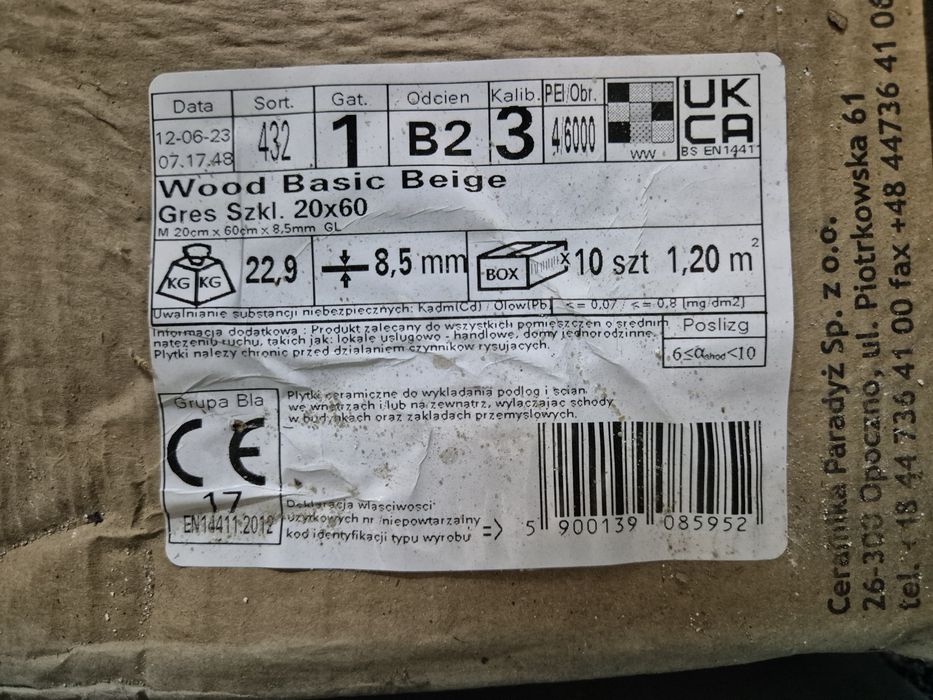 Data Sort. Gat. Odcien Kalib. PEI/Obr.
12-06-23
07.17.48
432 1 B2 3 4/6000
WW
UK
CA
BS EN1441
Wood Basic Beige
Gres Szkl. 20x60
M 20cm x 60cm x 8,5mm GL
KG KG 22,9
8,5 mm
BOX x 10 szt 1,20 m²
Uwalnianie substancji niebezpiecznych: Kadm(Cd) / Olow(Pb) <= 0,07 / <= 0,8 [mg/dm2]
Informacja dodatkowa : Produkt zalecany do wszystkich pomieszczen o srednim
natezeniu ruchu, takich jak: lokale uslugowo - handlowe, domy jednorodzinne.
Plytki nalezy chronic przed dzialaniem czynnikow rysujacych.
Poslizg
6≤αshod<10
Grupa BIa
CE
17
EN14411:2012
Plytki ceramiczne do wykladania podlog i scian
we wnetrzach i/lub na zewnatrz, wylaczajac schody
w budynkach oraz zakladach przemyslowych.
Deklaracja wlasciwosci
uzytkowych nr /niepowtarzalny
kod identyfikacji typu wyrobu =>
5 900139 085952
Ceramika Paradyż Sp. z o.o.
26-300 Opoczno, ul. Piotrkowska 61
tel. +48 44 736 41 00 fax +48 44736 41 06